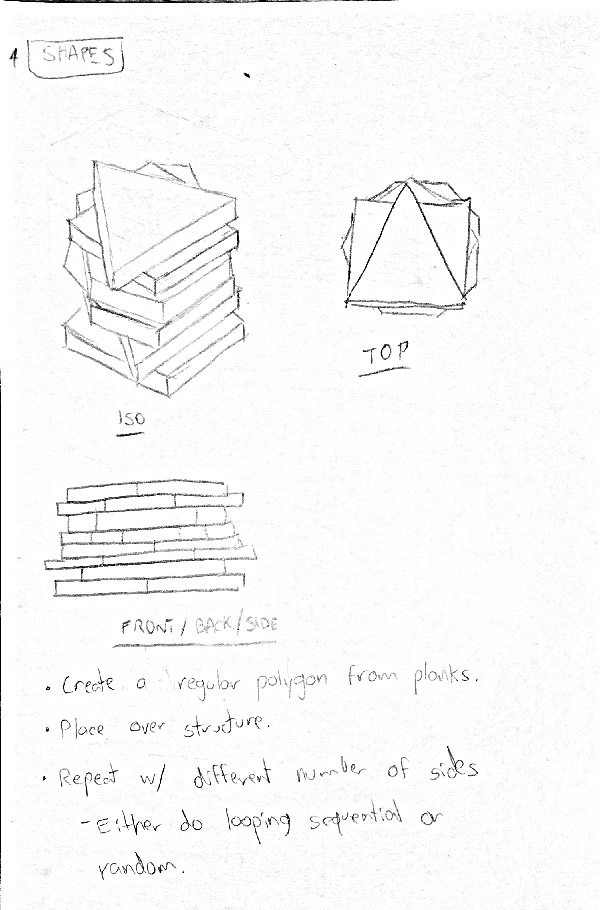 4 SHAPES
ISO
TOP
FRONT/BACK/SIDE
• Create a regular polygon from planks.
• Place over structure.
• Repeat w/ different number of sides
- Either do looping sequential or
random.